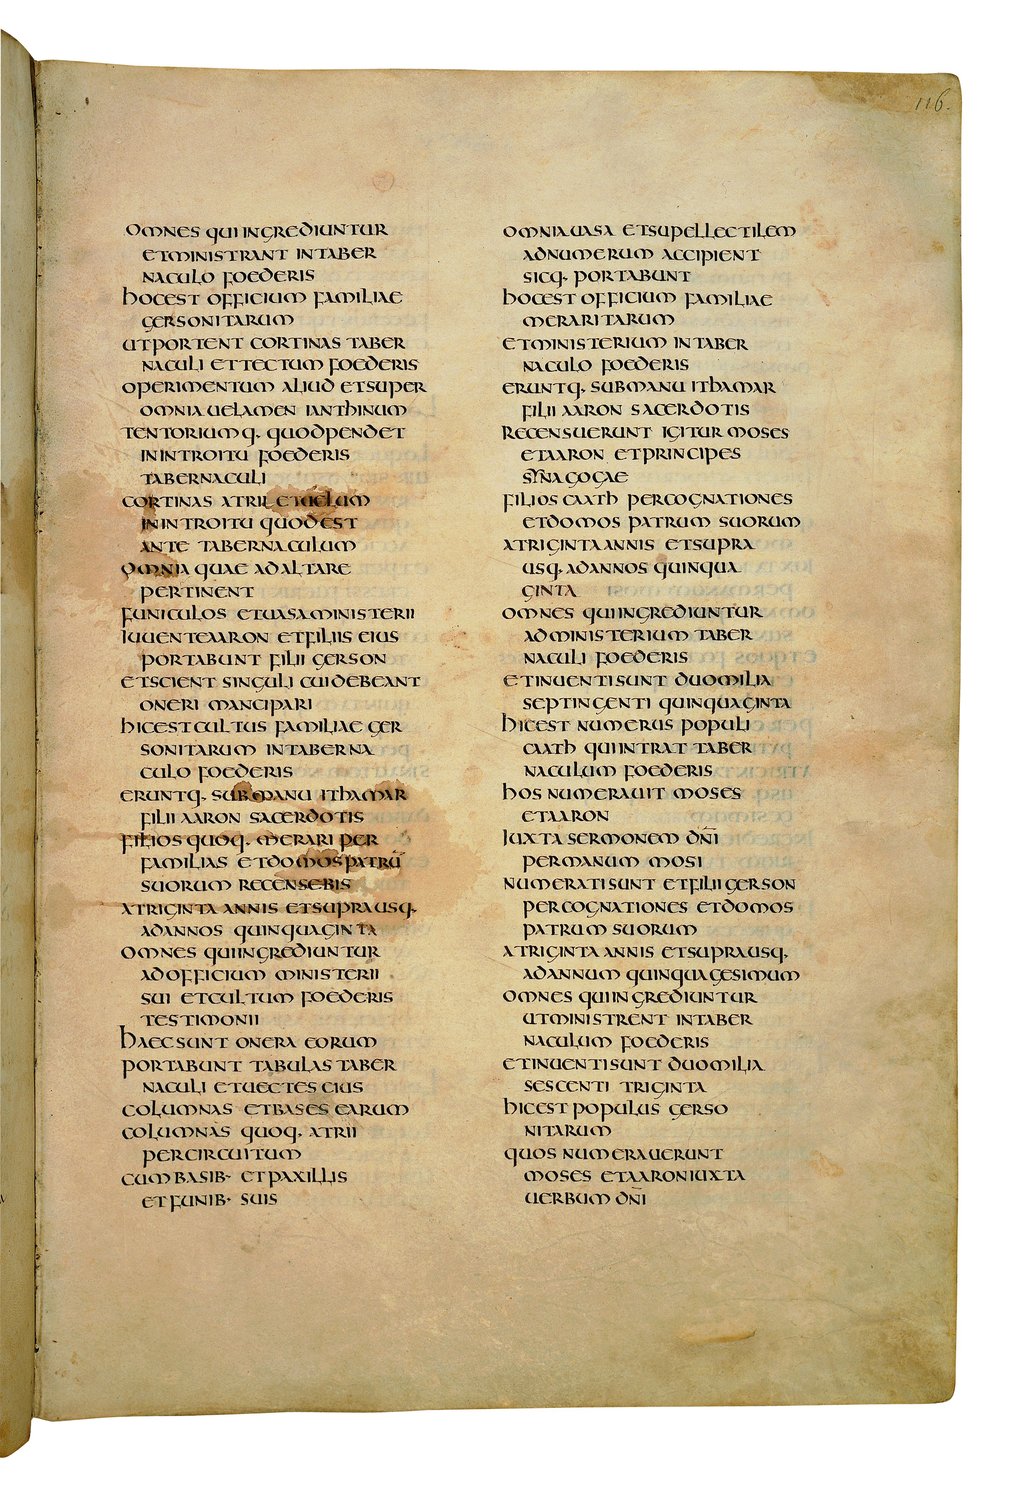 116.
omnes qui ingrediuntur
et ministrant in taber
naculo foederis
hoc est officium familiae
gersonitarum
ut portent cortinas taber
naculi et tectum foederis
operimentum aliud et super
omnia uelamen ianthinum
tentoriumq· quod pendet
in introitu foederis
tabernaculi
cortinas atrii et uelum
in introitu quod est
ante tabernaculum
omnia quae ad altare
pertinent
funiculos et uasa ministerii
iuuente aaron et filiis eius
portabunt filii gerson
et scient singuli cui debeant
oneri mancipari
hic est cultus familiae ger
sonitarum in taberna
culo foederis
eruntq· sub manu ithamar
filii aaron sacerdotis
filios quoq· merari per
familias et domos patrū
suorum recensebis
a triginta annis et supra usq·
ad annos quinquaginta
omnes qui ingrediuntur
ad officium ministerii
sui et cultum foederis
testimonii
haec sunt onera eorum
portabunt tabulas taber
naculi et uectes eius
columnas et bases earum
columnas quoq· atrii
per circuitum
cum basib· et paxillis
et funib· suis
omnia uasa et supellectilem
ad numerum accipient
sicq· portabunt
hoc est officium familiae
meraritarum
et ministerium in taber
naculo foederis
eruntq· sub manu ithamar
filii aaron sacerdotis
recensuerunt igitur moses
et aaron et principes
synagogae
filios caath per cognationes
et domos patrum suorum
a triginta annis et supra
usq· ad annos quinqua
ginta
omnes qui ingrediuntur
ad ministerium taber
naculi foederis
et inuenti sunt duo milia
septingenti quinquaginta
hic est numerus populi
caath qui intrat taber
naculum foederis
hos numerauit moses
et aaron
iuxta sermonem dn̄i
per manum mosi
numerati sunt et filii gerson
per cognationes et domos
patrum suorum
a triginta annis et supra usq·
ad annum quinquagesimum
omnes qui ingrediuntur
ut ministrent in taber
naculum foederis
et inuenti sunt duo milia
sescenti triginta
hic est populus gerso
nitarum
quos numerauerunt
moses et aaron iuxta
uerbum dn̄i